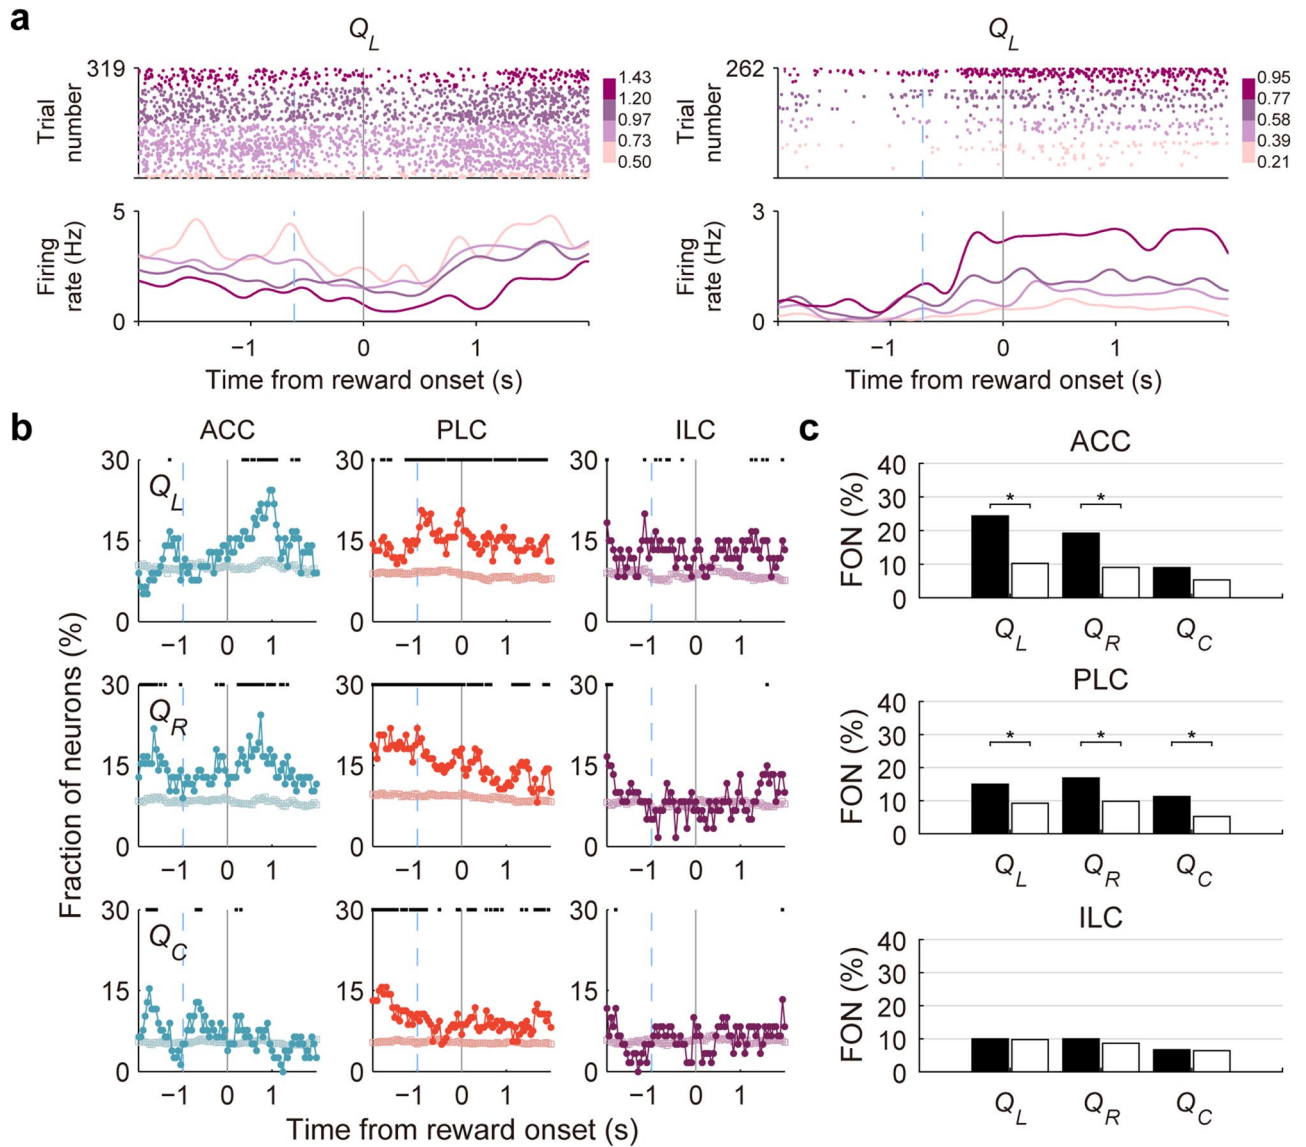 a
Q_L
319
Trial number
1.43
1.20
0.97
0.73
0.50
5
Firing rate (Hz)
0
−1 0 1
Time from reward onset (s)
Q_L
262
Trial number
0.95
0.77
0.58
0.39
0.21
3
Firing rate (Hz)
0
−1 0 1
Time from reward onset (s)
b
ACC PLC ILC
Fraction of neurons (%)
Q_L
30 30 30
15 15 15
0 0 0
−1 0 1 −1 0 1 −1 0 1
Q_R
30 30 30
15 15 15
0 0 0
−1 0 1 −1 0 1 −1 0 1
Q_C
30 30 30
15 15 15
0 0 0
−1 0 1 −1 0 1 −1 0 1
Time from reward onset (s)
c
ACC
FON (%)
40
30
20
10
0
* *
Q_L Q_R Q_C
PLC
FON (%)
40
30
20
10
0
* * *
Q_L Q_R Q_C
ILC
FON (%)
40
30
20
10
0
Q_L Q_R Q_C